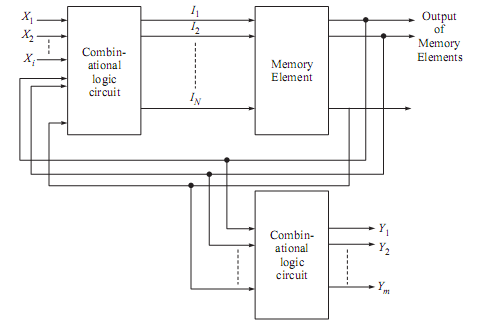 X1
X2
Xi
Combin-
ational
logic
circuit
I1
I2
IN
Memory
Element
Output
of
Memory
Elements
Combin-
ational
logic
circuit
Y1
Y2
Ym